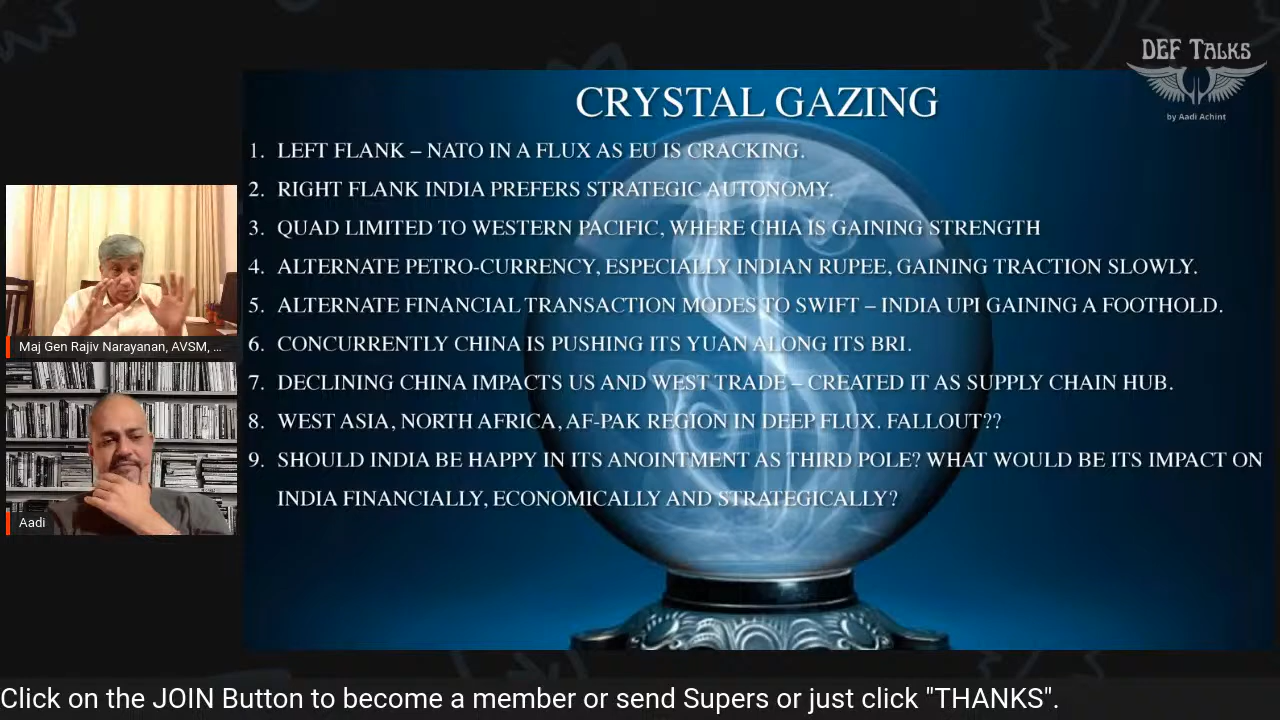 DEF TALKS
by Aadi Achint
CRYSTAL GAZING
1. LEFT FLANK – NATO IN A FLUX AS EU IS CRACKING.
2. RIGHT FLANK INDIA PREFERS STRATEGIC AUTONOMY.
3. QUAD LIMITED TO WESTERN PACIFIC, WHERE CHIA IS GAINING STRENGTH
4. ALTERNATE PETRO-CURRENCY, ESPECIALLY INDIAN RUPEE, GAINING TRACTION SLOWLY.
5. ALTERNATE FINANCIAL TRANSACTION MODES TO SWIFT – INDIA UPI GAINING A FOOTHOLD.
6. CONCURRENTLY CHINA IS PUSHING ITS YUAN ALONG ITS BRI.
7. DECLINING CHINA IMPACTS US AND WEST TRADE – CREATED IT AS SUPPLY CHAIN HUB.
8. WEST ASIA, NORTH AFRICA, AF-PAK REGION IN DEEP FLUX. FALLOUT??
9. SHOULD INDIA BE HAPPY IN ITS ANOINTMENT AS THIRD POLE? WHAT WOULD BE ITS IMPACT ON
INDIA FINANCIALLY, ECONOMICALLY AND STRATEGICALLY?
Maj Gen Rajiv Narayanan, AVSM, ...
Aadi
Click on the JOIN Button to become a member or send Supers or just click "THANKS".